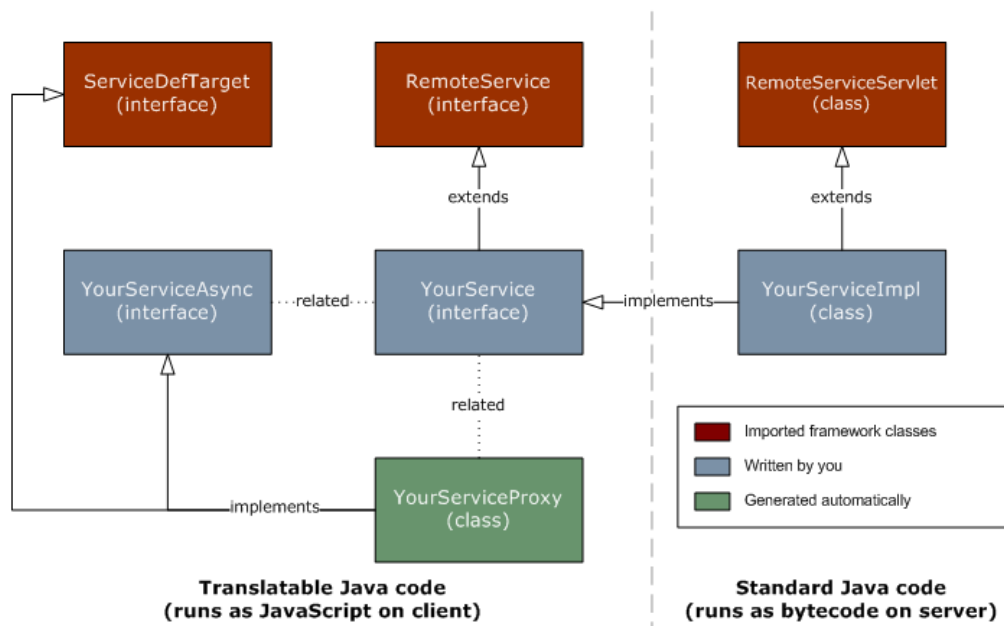 ServiceDefTarget
(interface)
RemoteService
(interface)
RemoteServiceServlet
(class)
extends
extends
YourServiceAsync
(interface)
related
YourService
(interface)
implements
YourServiceImpl
(class)
related
Imported framework classes
Written by you
Generated automatically
YourServiceProxy
(class)
implements
Translatable Java code
(runs as JavaScript on client)
Standard Java code
(runs as bytecode on server)